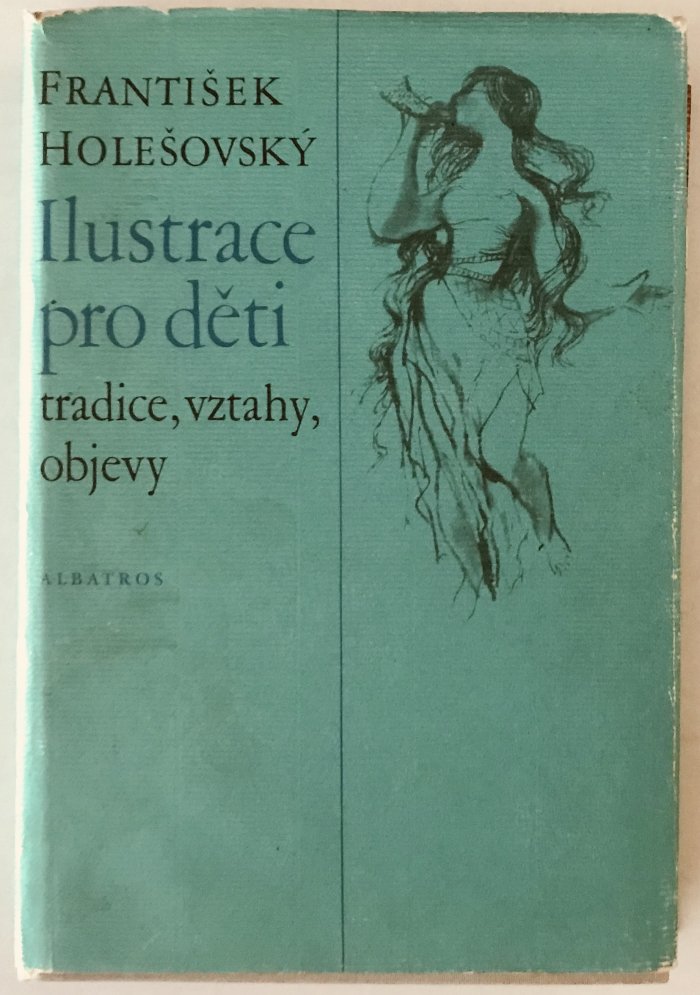 FRANTIŠEK
HOLEŠOVSKÝ
Ilustrace
pro děti
tradice, vztahy,
objevy
ALBATROS